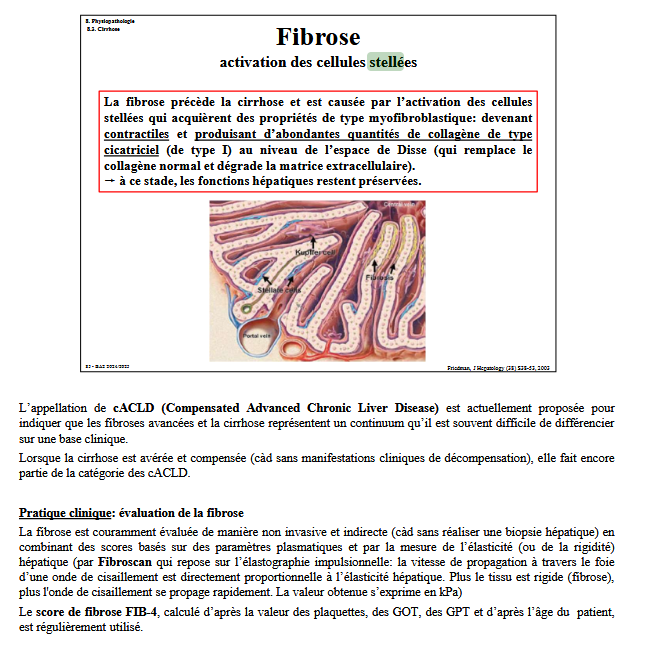 8. Physiopathologie
8.3. Cirrhose
Fibrose
activation des cellules stellées
La fibrose précède la cirrhose et est causée par l’activation des cellules
stellées qui acquièrent des propriétés de type myofibroblastique: devenant
contractiles et produisant d’abondantes quantités de collagène de type
cicatriciel (de type I) au niveau de l’espace de Disse (qui remplace le
collagène normal et dégrade la matrice extracellulaire).
→ à ce stade, les fonctions hépatiques restent préservées.
Central vein
Kupffer cell
Fibrosis
Stellate cells
Portal vein
2024/2025
Friedman, J Hepatology (38) S38-53, 2003
L’appellation de cACLD (Compensated Advanced Chronic Liver Disease) est actuellement proposée pour
indiquer que les fibroses avancées et la cirrhose représentent un continuum qu’il est souvent difficile de différencier
sur une base clinique.
Lorsque la cirrhose est avérée et compensée (càd sans manifestations cliniques de décompensation), elle fait encore
partie de la catégorie des cACLD.
Pratique clinique: évaluation de la fibrose
La fibrose est couramment évaluée de manière non invasive et indirecte (càd sans réaliser une biopsie hépatique) en
combinant des scores basés sur des paramètres plasmatiques et par la mesure de l’élasticité (ou de la rigidité)
hépatique (par Fibroscan qui repose sur l’élastographie impulsionnelle: la vitesse de propagation à travers le foie
d’une onde de cisaillement est directement proportionnelle à l’élasticité hépatique. Plus le tissu est rigide (fibrose),
plus l'onde de cisaillement se propage rapidement. La valeur obtenue s’exprime en kPa)
Le score de fibrose FIB-4, calculé d’après la valeur des plaquettes, des GOT, des GPT et d’après l’âge du patient,
est régulièrement utilisé.